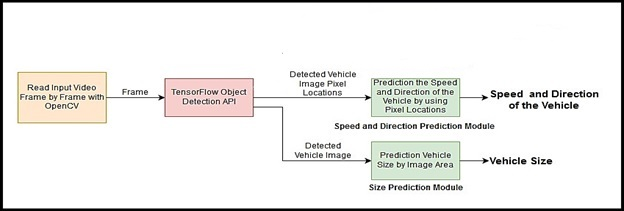 Read Input Video
Frame by Frame with
OpenCV
Frame
TensorFlow Object
Detection API
Detected Vehicle
Image Pixel
Locations
Prediction the Speed
and Direction of the
Vehicle by using
Pixel Locations
Speed and Direction Prediction Module
Speed and Direction
of the Vehicle
Detected
Vehicle Image
Prediction Vehicle
Size by Image Area
Size Prediction Module
Vehicle Size